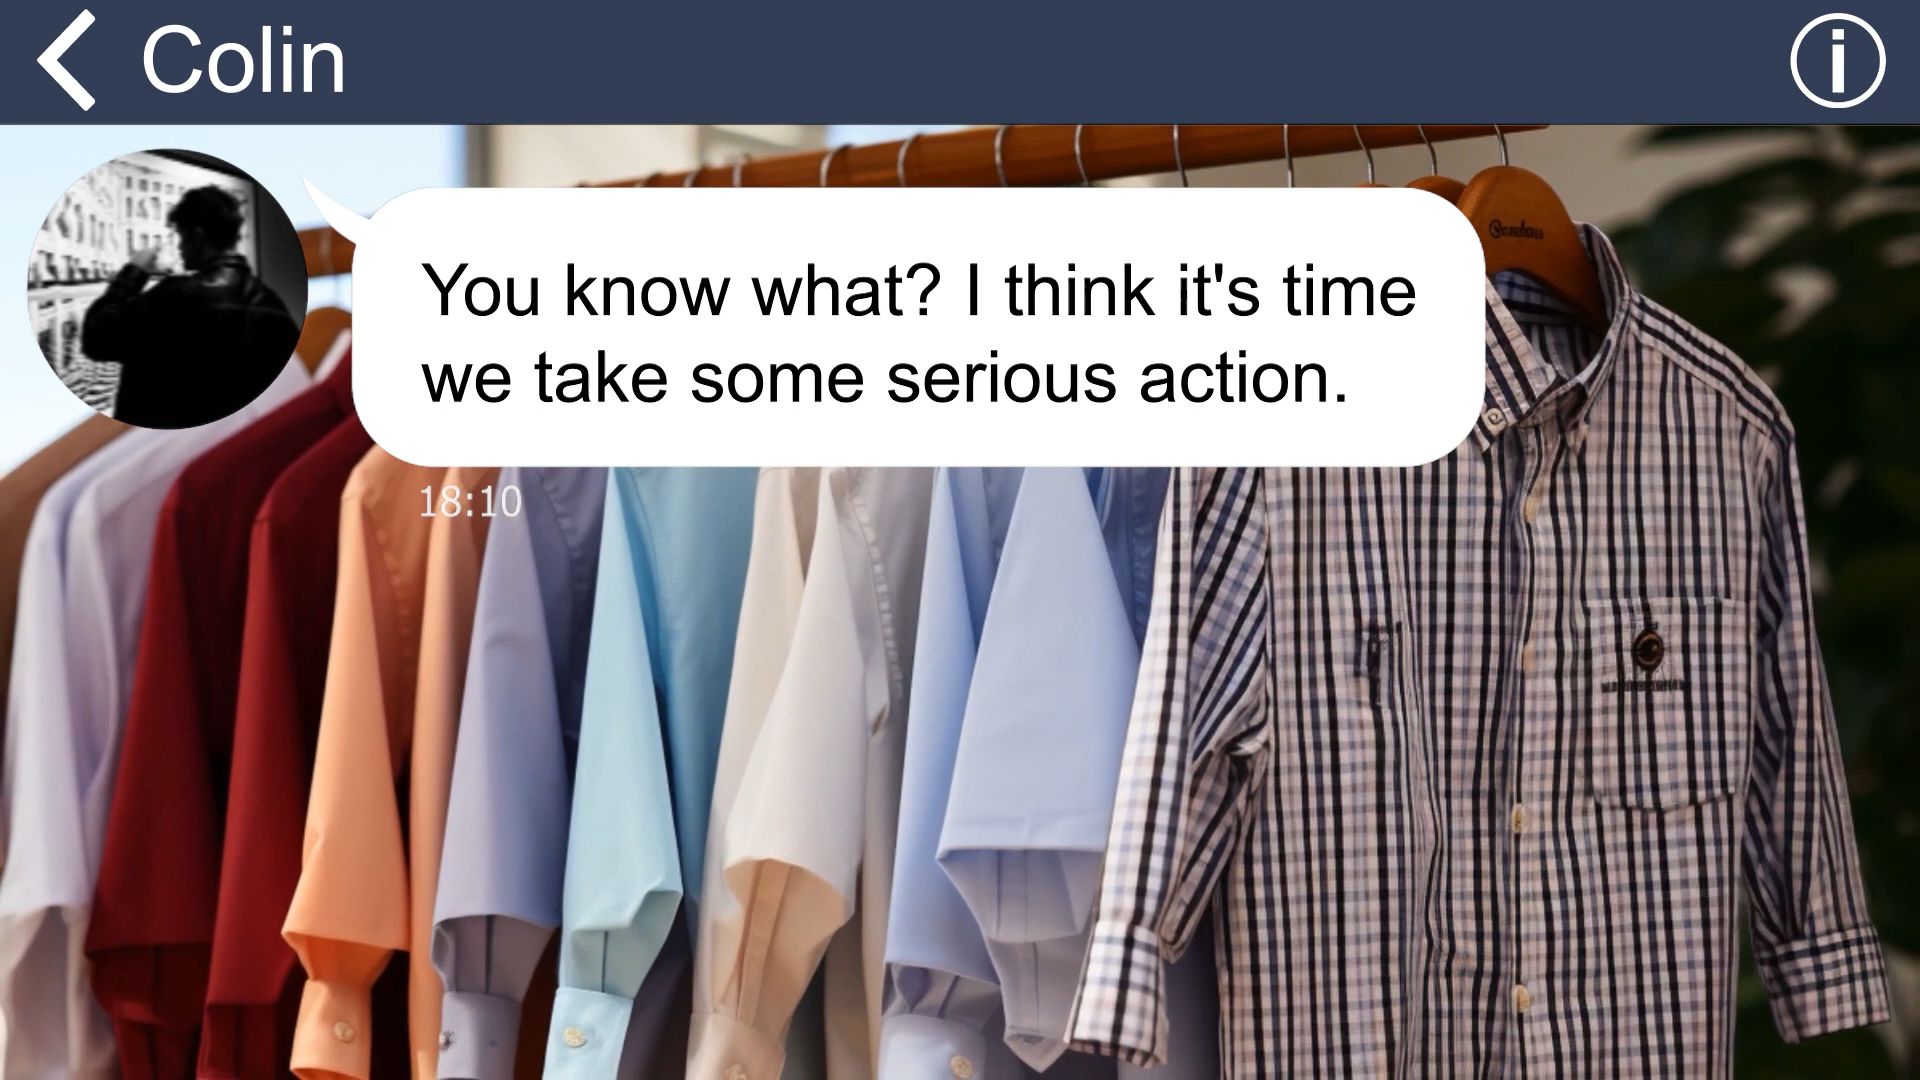 Colin
You know what? I think it's time
we take some serious action.
18:10